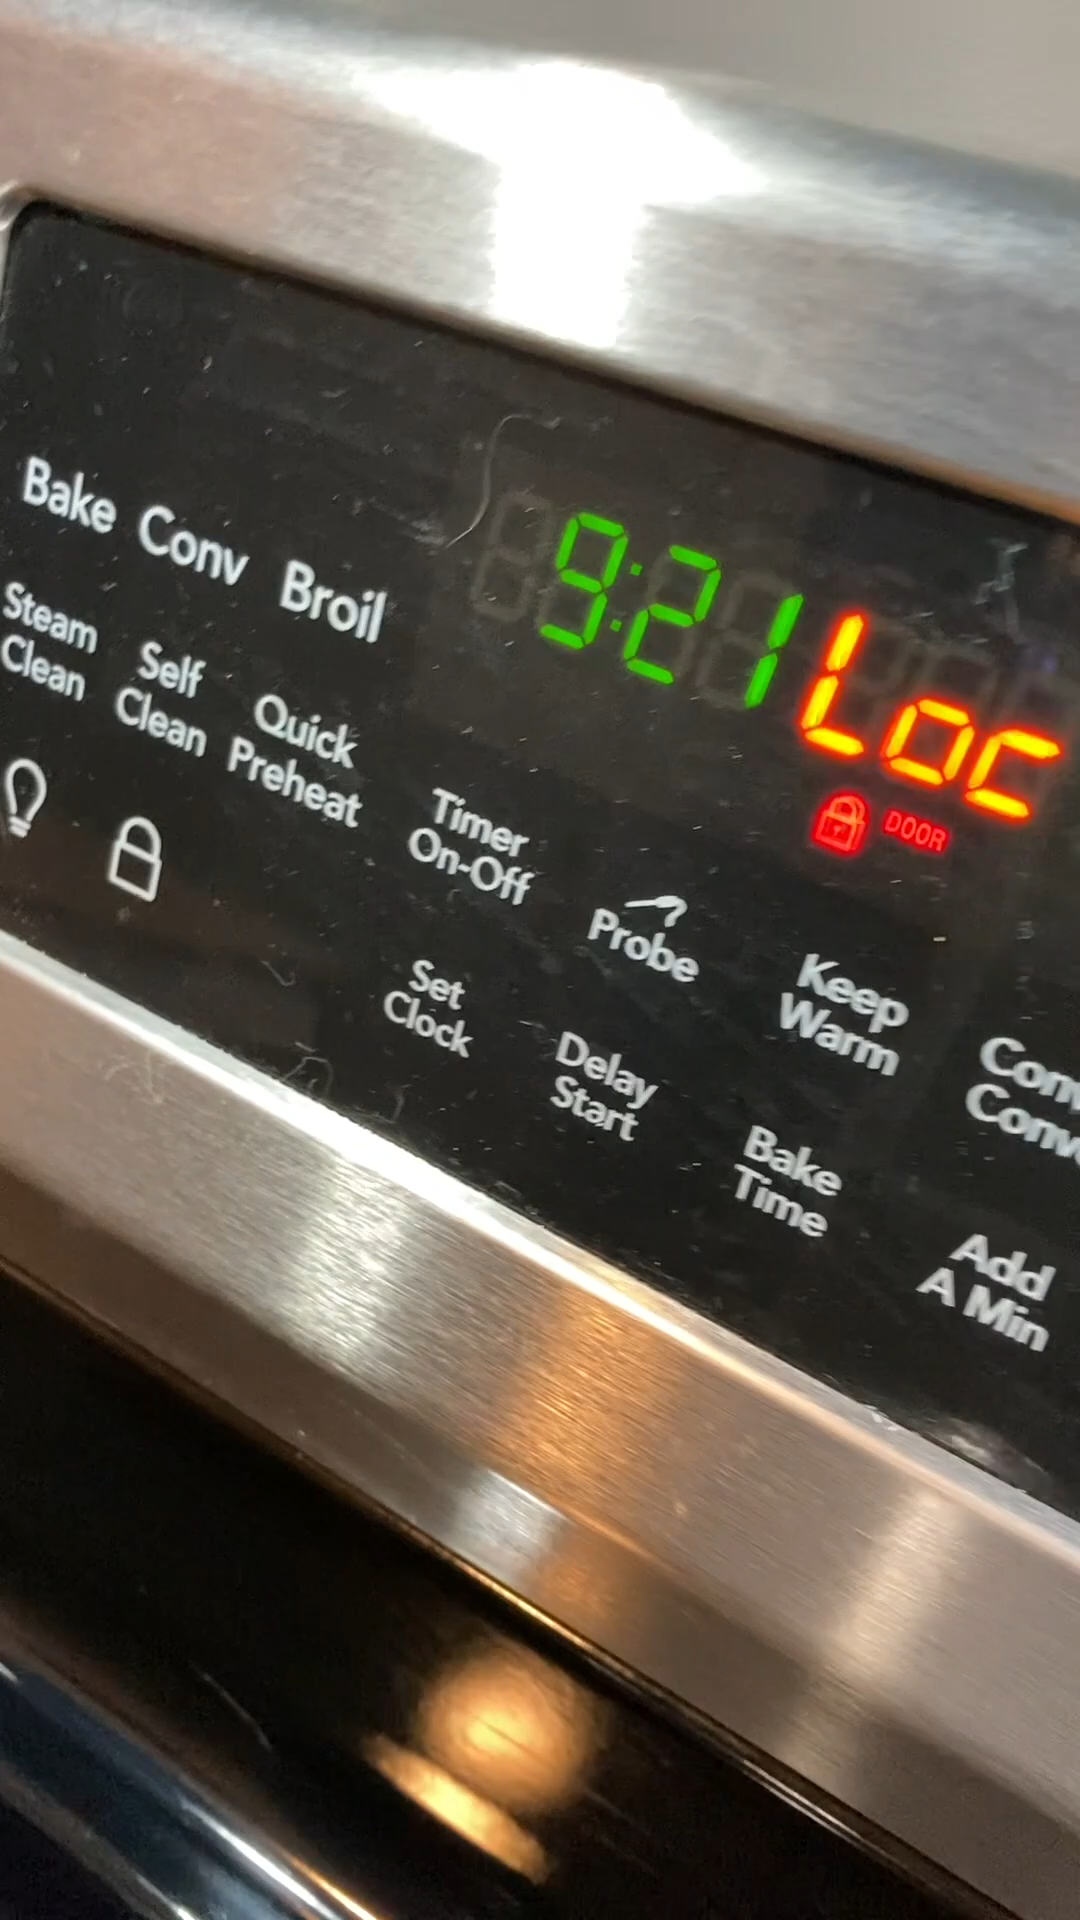 9:21 Loc
DOOR
Bake Conv Broil
Steam
Clean
Self
Clean
Quick
Preheat
Timer
On-Off
Probe
Keep
Warm
Conv
Set
Clock
Delay
Start
Bake
Time
Add
A Min